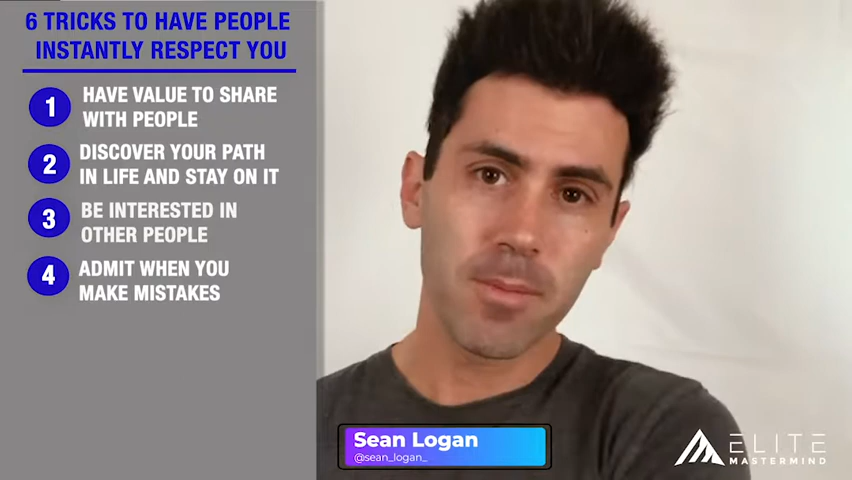 6 TRICKS TO HAVE PEOPLE
INSTANTLY RESPECT YOU
1 HAVE VALUE TO SHARE
WITH PEOPLE
2 DISCOVER YOUR PATH
IN LIFE AND STAY ON IT
3 BE INTERESTED IN
OTHER PEOPLE
4 ADMIT WHEN YOU
MAKE MISTAKES
Sean Logan
@sean_logan_
ELITE
MASTERMIND